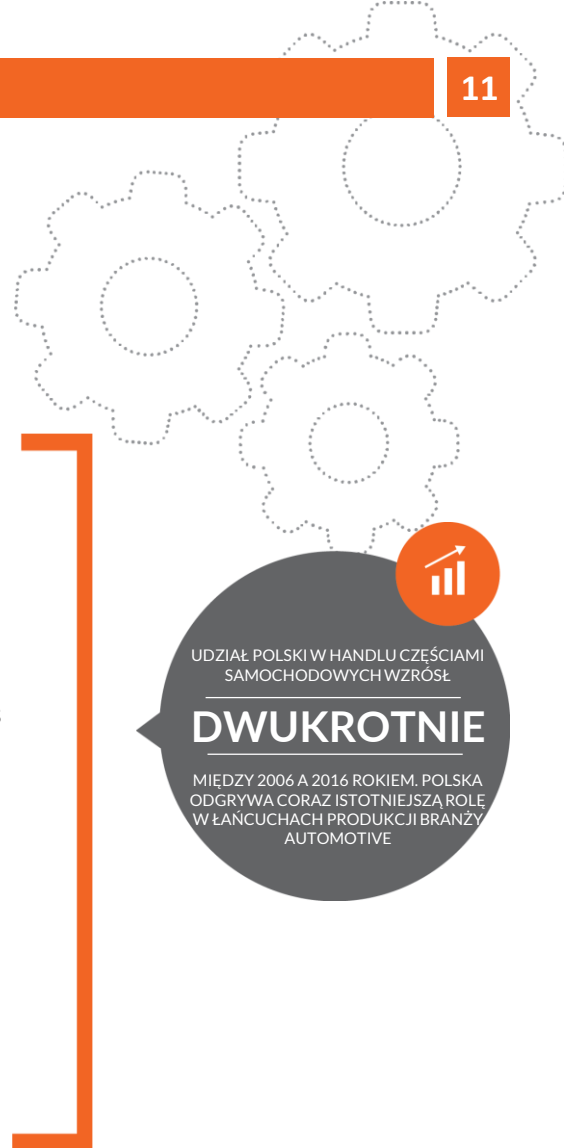 11
UDZIAŁ POLSKI W HANDLU CZĘŚCIAMI
SAMOCHODOWYCH WZRÓSŁ
DWUKROTNIE
MIĘDZY 2006 A 2016 ROKIEM. POLSKA
ODGRYWA CORAZ ISTOTNIEJSZĄ ROLĘ
W ŁAŃCUCHACH PRODUKCJI BRANŻY
AUTOMOTIVE